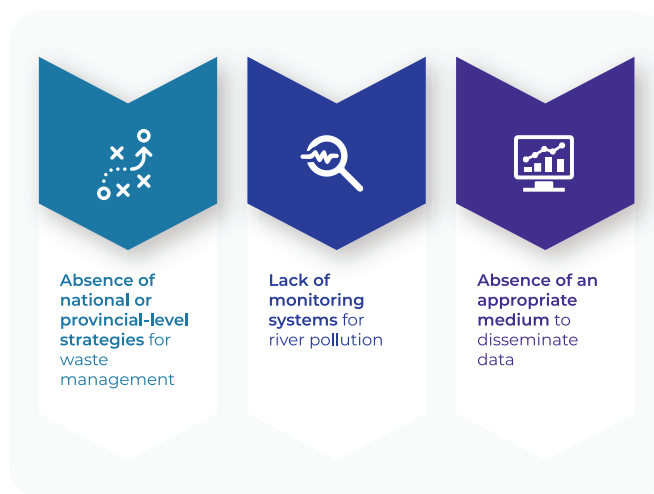 Absence of
national or
provincial-level
strategies for
waste
management
Lack of
monitoring
systems for
river pollution
Absence of an
appropriate
medium to
disseminate
data